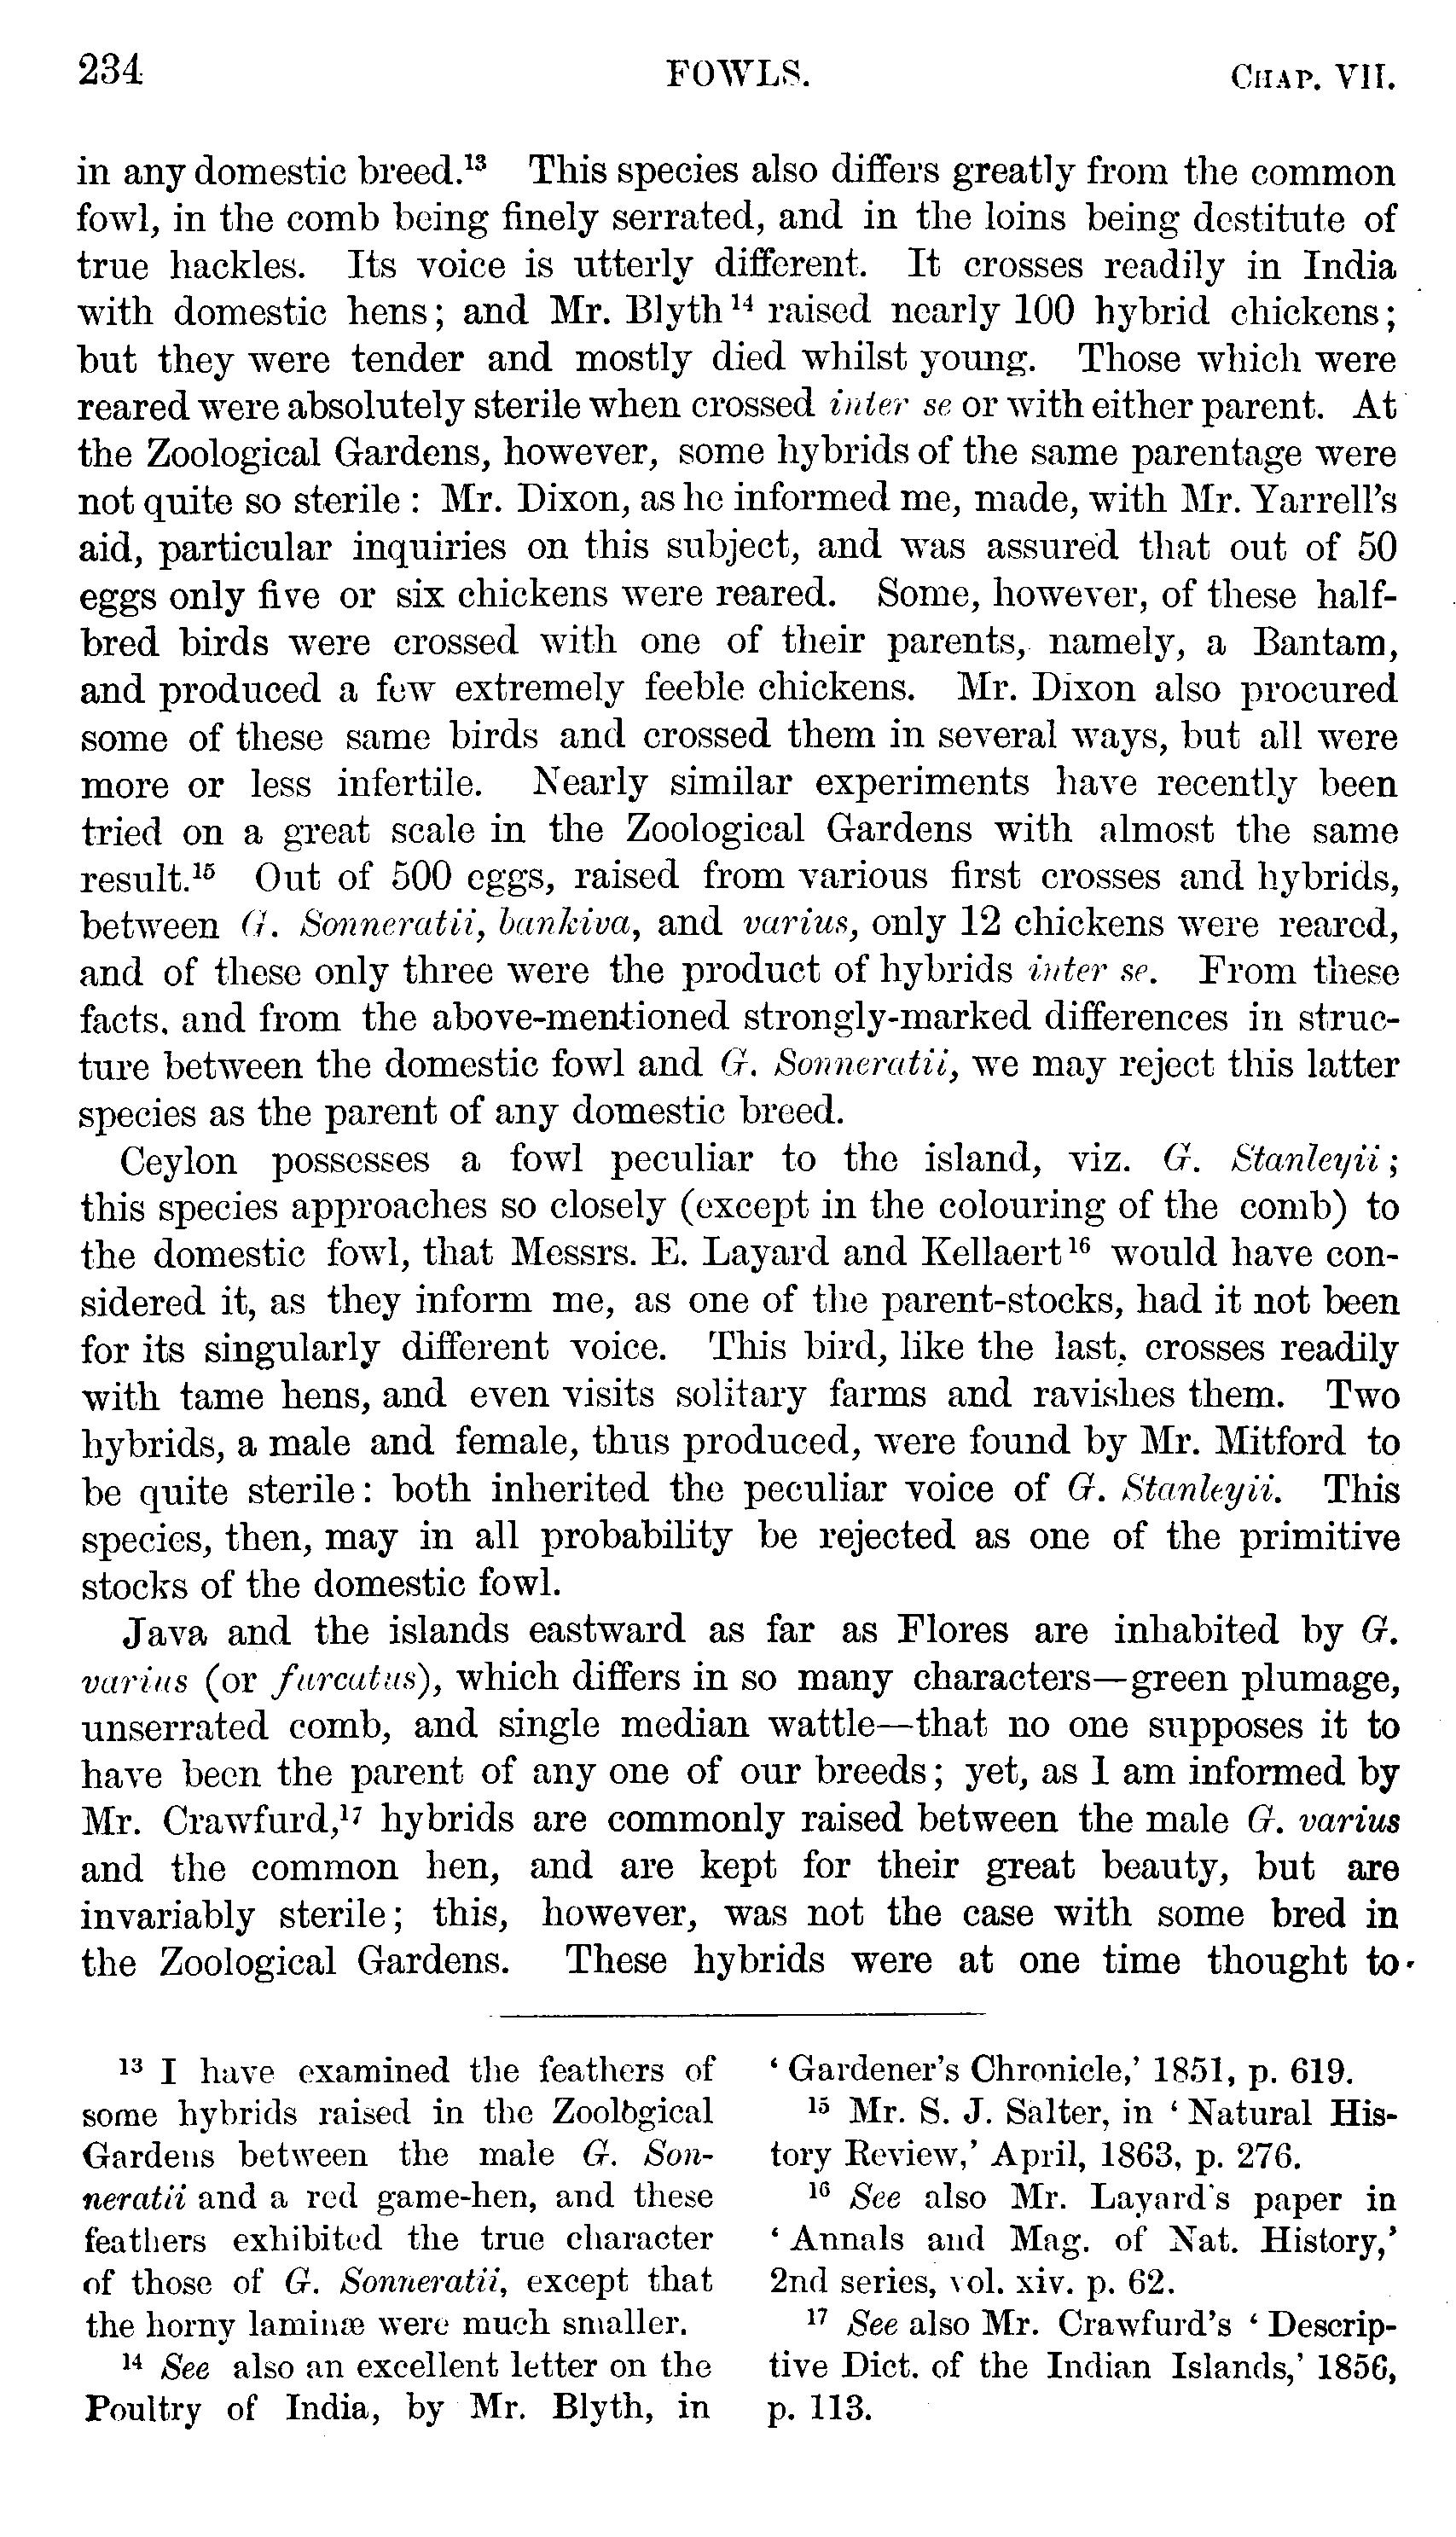 234 FOWLS. CHAP. VII.
in any domestic breed.¹³ This species also differs greatly from the common
fowl, in the comb being finely serrated, and in the loins being destitute of
true hackles. Its voice is utterly different. It crosses readily in India
with domestic hens; and Mr. Blyth¹⁴ raised nearly 100 hybrid chickens;
but they were tender and mostly died whilst young. Those which were
reared were absolutely sterile when crossed inter se or with either parent. At
the Zoological Gardens, however, some hybrids of the same parentage were
not quite so sterile: Mr. Dixon, as he informed me, made, with Mr. Yarrell's
aid, particular inquiries on this subject, and was assured that out of 50
eggs only five or six chickens were reared. Some, however, of these half-
bred birds were crossed with one of their parents, namely, a Bantam,
and produced a few extremely feeble chickens. Mr. Dixon also procured
some of these same birds and crossed them in several ways, but all were
more or less infertile. Nearly similar experiments have recently been
tried on a great scale in the Zoological Gardens with almost the same
result.¹⁵ Out of 500 eggs, raised from various first crosses and hybrids,
between G. Sonneratii, bankiva, and varius, only 12 chickens were reared,
and of these only three were the product of hybrids inter se. From these
facts, and from the above-mentioned strongly-marked differences in struc-
ture between the domestic fowl and G. Sonneratii, we may reject this latter
species as the parent of any domestic breed.
Ceylon possesses a fowl peculiar to the island, viz. G. Stanleyii;
this species approaches so closely (except in the colouring of the comb) to
the domestic fowl, that Messrs. E. Layard and Kellaert¹⁶ would have con-
sidered it, as they inform me, as one of the parent-stocks, had it not been
for its singularly different voice. This bird, like the last, crosses readily
with tame hens, and even visits solitary farms and ravishes them. Two
hybrids, a male and female, thus produced, were found by Mr. Mitford to
be quite sterile: both inherited the peculiar voice of G. Stanleyii. This
species, then, may in all probability be rejected as one of the primitive
stocks of the domestic fowl.
Java and the islands eastward as far as Flores are inhabited by G.
varius (or furcatus), which differs in so many characters—green plumage,
unserrated comb, and single median wattle—that no one supposes it to
have been the parent of any one of our breeds; yet, as I am informed by
Mr. Crawfurd,¹⁷ hybrids are commonly raised between the male G. varius
and the common hen, and are kept for their great beauty, but are
invariably sterile; this, however, was not the case with some bred in
the Zoological Gardens. These hybrids were at one time thought to
¹³ I have examined the feathers of
some hybrids raised in the Zoological
Gardens between the male G. Son-
neratii and a red game-hen, and these
feathers exhibited the true character
of those of G. Sonneratii, except that
the horny laminæ were much smaller.
¹⁴ See also an excellent letter on the
Poultry of India, by Mr. Blyth, in
'Gardener's Chronicle,' 1851, p. 619.
¹⁵ Mr. S. J. Salter, in 'Natural His-
tory Review,' April, 1863, p. 276.
¹⁶ See also Mr. Layard's paper in
'Annals and Mag. of Nat. History,'
2nd series, vol. xiv. p. 62.
¹⁷ See also Mr. Crawfurd's 'Descrip-
tive Dict. of the Indian Islands,' 1856,
p. 113.